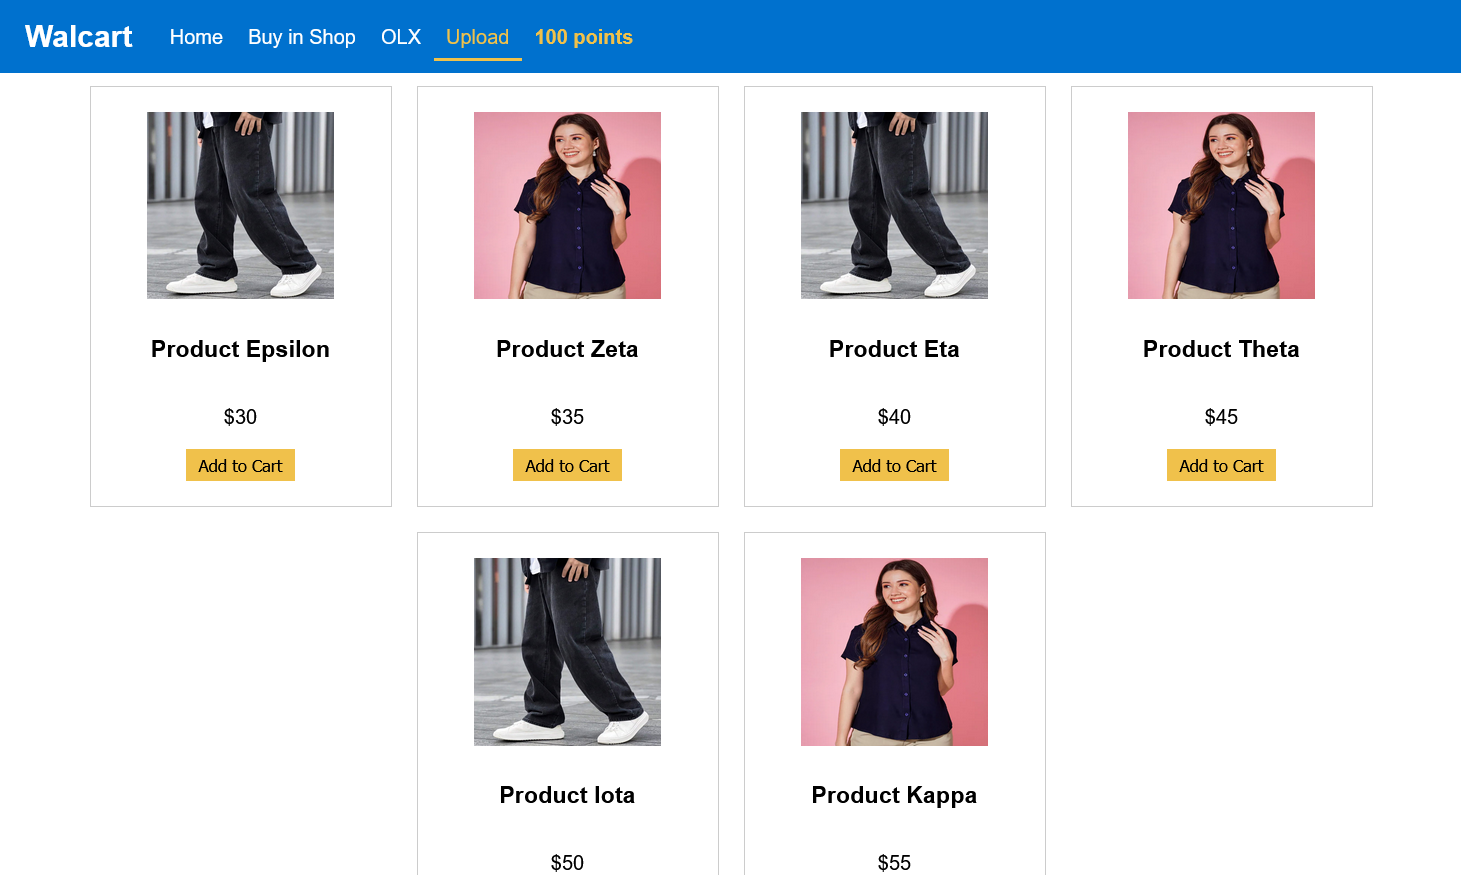 Walcart Home Buy in Shop OLX Upload 100 points
Product Epsilon
$30
Add to Cart
Product Zeta
$35
Add to Cart
Product Eta
$40
Add to Cart
Product Theta
$45
Add to Cart
Product Iota
$50
Product Kappa
$55